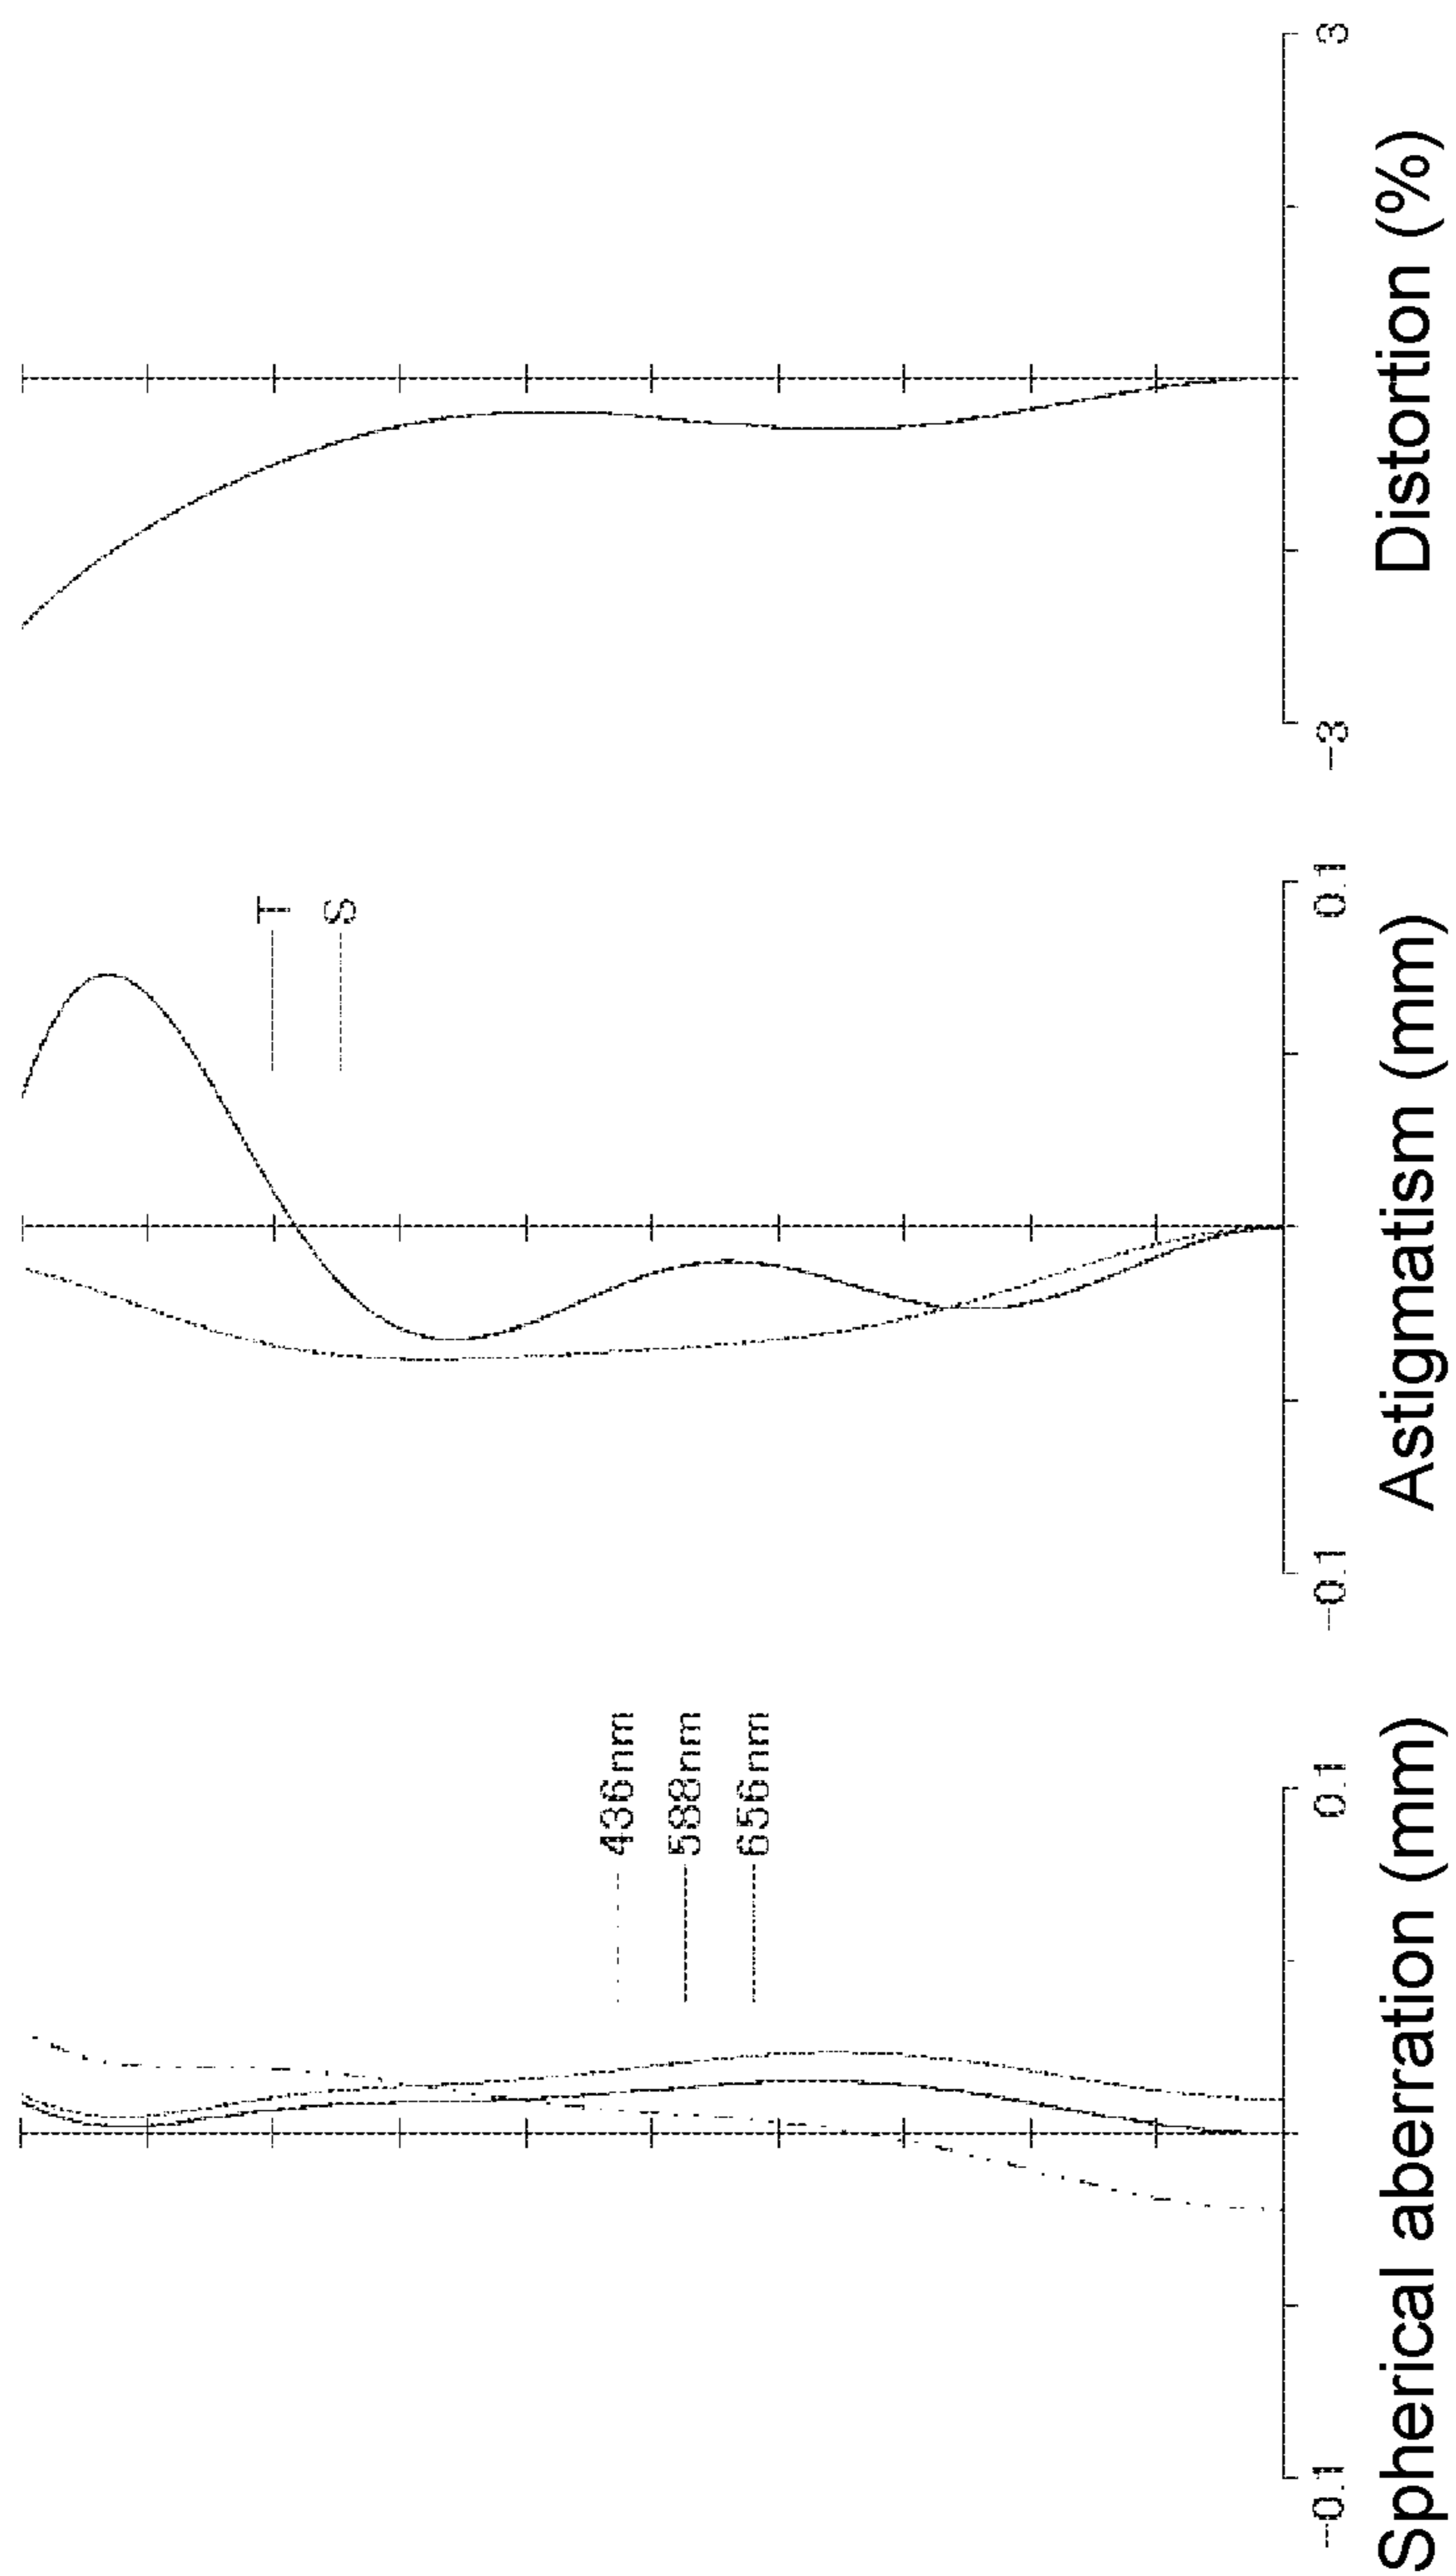 436nm
588nm
656nm
-0.1
0.1
Spherical aberration (mm)
T
S
-0.1
0.1
Astigmatism (mm)
-3
3
Distortion (%)